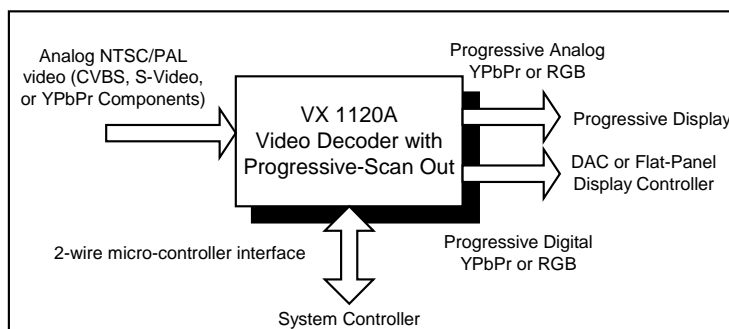 Analog NTSC/PAL
video (CVBS, S-Video,
or YPbPr Components)
VX 1120A
Video Decoder with
Progressive-Scan Out
Progressive Analog
YPbPr or RGB
Progressive Display
DAC or Flat-Panel
Display Controller
Progressive Digital
YPbPr or RGB
2-wire micro-controller interface
System Controller